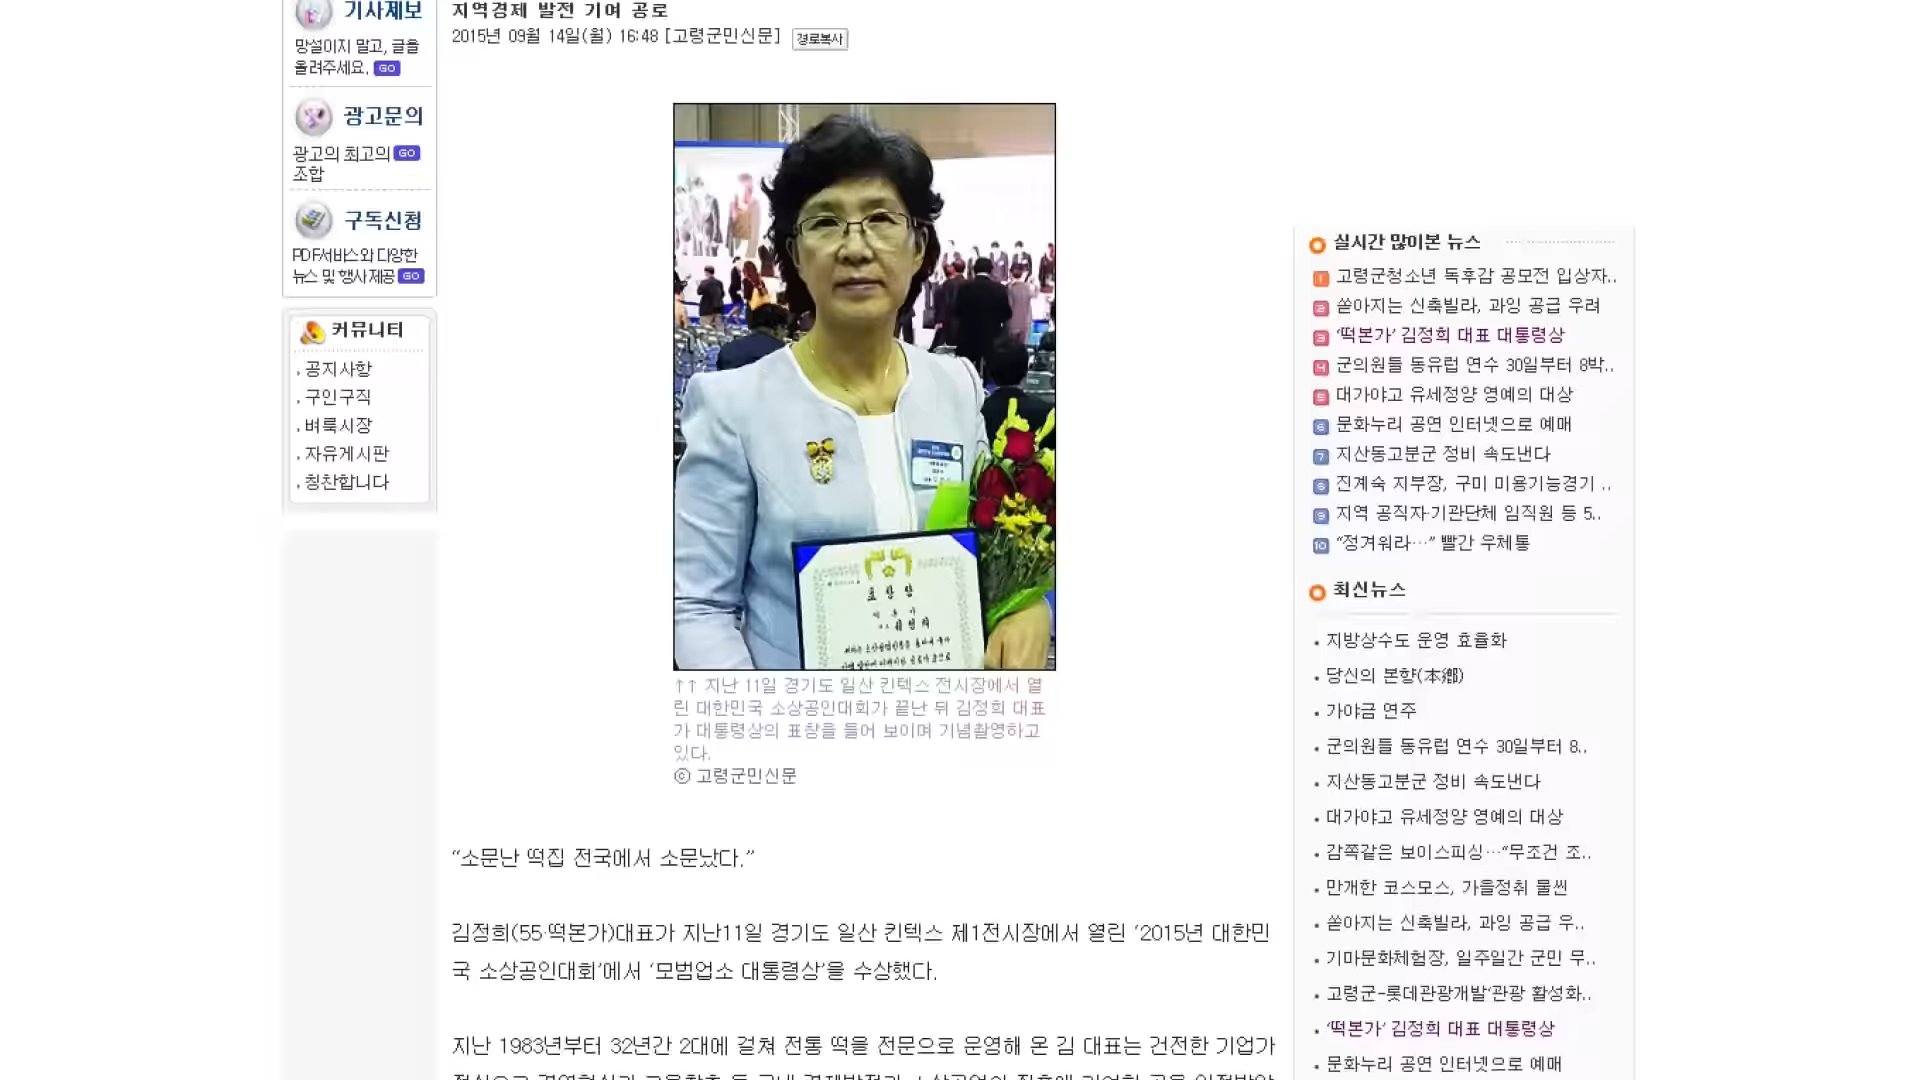 기사제보
망설이지 말고, 글을
올려주세요. GO
광고문의
광고의 최고의 GO
조합
구독신청
PDF서비스와 다양한
뉴스 및 행사제공 GO
커뮤니티
공지사항
구인구직
벼룩시장
자유게시판
칭찬합니다
지역경제 발전 기여 공로
2015년 09월 14일(월) 16:48 [고령군민신문] 경로복사
표창장
↑↑ 지난 11일 경기도 일산 킨텍스 전시장에서 열
린 대한민국 소상공인대회가 끝난 뒤 김정희 대표
가 대통령상의 표창을 들어 보이며 기념촬영하고
있다.
ⓒ 고령군민신문
“소문난 떡집 전국에서 소문났다.”
김정희(55·떡본가)대표가 지난11일 경기도 일산 킨텍스 제1전시장에서 열린 ‘2015년 대한민
국 소상공인대회’에서 ‘모범업소 대통령상’을 수상했다.
지난 1983년부터 32년간 2대에 걸쳐 전통 떡을 전문으로 운영해 온 김 대표는 건전한 기업가
실시간 많이본 뉴스
1 고령군청소년 독후감 공모전 입상자..
2 쏟아지는 신축빌라, 과잉 공급 우려
3 ‘떡본가’ 김정희 대표 대통령상
4 군의원들 동유럽 연수 30일부터 8박..
5 대가야고 유세정양 영예의 대상
6 문화누리 공연 인터넷으로 예매
7 지산동고분군 정비 속도낸다
8 진계숙 지부장, 구미 미용기능경기 ..
9 지역 공직자·기관단체 임직원 등 5..
10 “정겨워라…” 빨간 우체통
최신뉴스
지방상수도 운영 효율화
당신의 본향(本鄕)
가야금 연주
군의원들 동유럽 연수 30일부터 8..
지산동고분군 정비 속도낸다
대가야고 유세정양 영예의 대상
감쪽같은 보이스피싱…“무조건 조..
만개한 코스모스, 가을정취 물씬
쏟아지는 신축빌라, 과잉 공급 우..
기마문화체험장, 일주일간 군민 무..
고령군-롯데관광개발‘관광 활성화..
‘떡본가’ 김정희 대표 대통령상
문화누리 공연 인터넷으로 예매